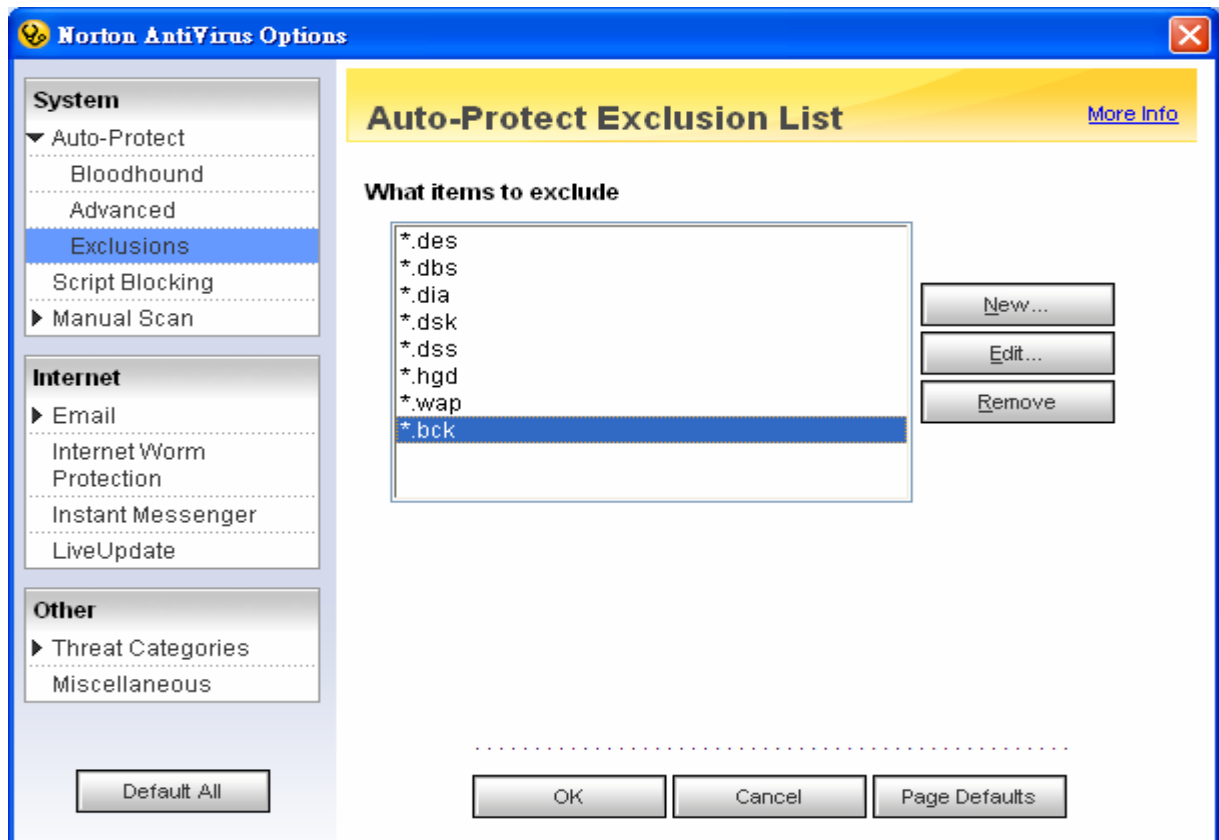 Norton AntiVirus Options
System
Auto-Protect
Bloodhound
Advanced
Exclusions
Script Blocking
Manual Scan
Internet
Email
Internet Worm
Protection
Instant Messenger
LiveUpdate
Other
Threat Categories
Miscellaneous
Default All
Auto-Protect Exclusion List
More Info
What items to exclude
*.des
*.dbs
*.dia
*.dsk
*.dss
*.hgd
*.wap
*.bck
New...
Edit...
Remove
OK
Cancel
Page Defaults